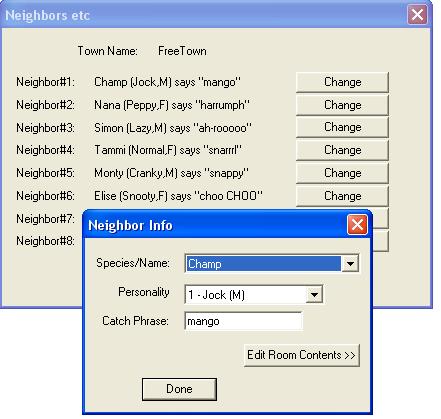 Neighbors etc
Town Name: FreeTown
Neighbor#1: Champ (Jock,M) says "mango" Change
Neighbor#2: Nana (Peppy,F) says "harrumph" Change
Neighbor#3: Simon (Lazy,M) says "ah-rooooo" Change
Neighbor#4: Tammi (Normal,F) says "snarrrl" Change
Neighbor#5: Monty (Cranky,M) says "snappy" Change
Neighbor#6: Elise (Snooty,F) says "choo CHOO" Change
Neighbor#7:
Neighbor#8:
Neighbor Info
Species/Name: Champ
Personality 1 - Jock (M)
Catch Phrase: mango
Edit Room Contents >>
Done